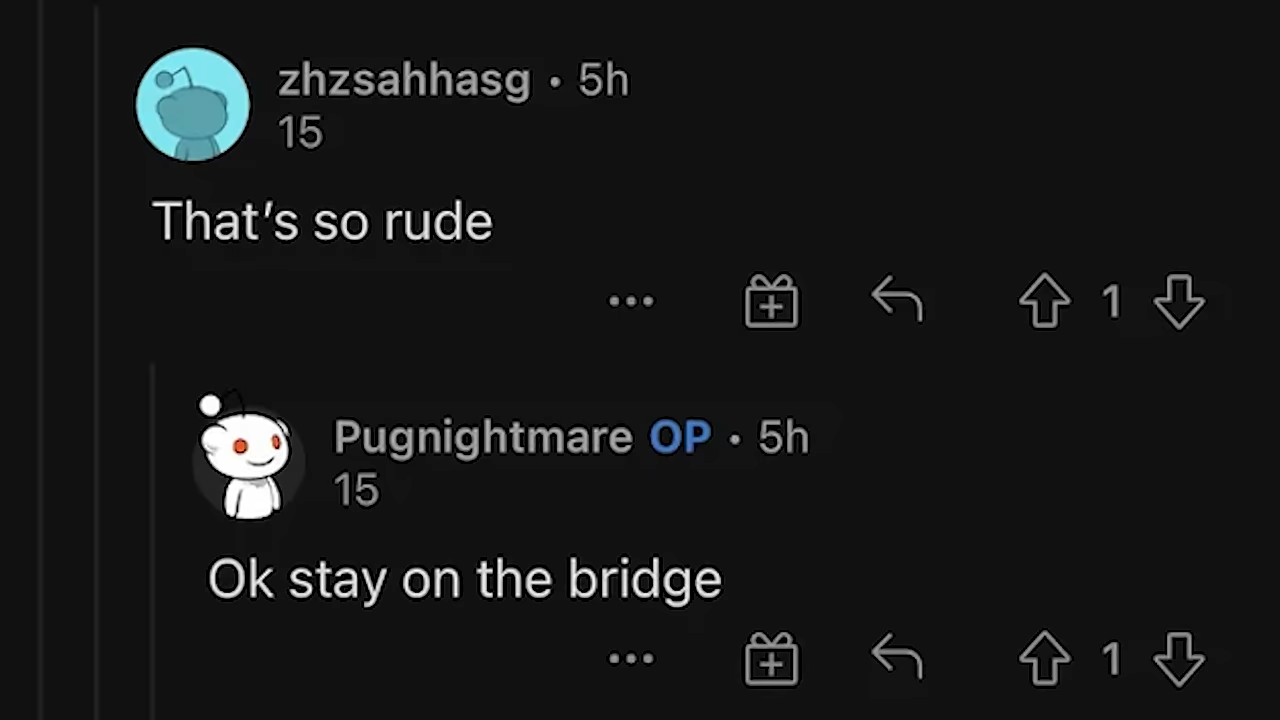 zhzsahhasg • 5h
15
That’s so rude
1
Pugnightmare OP • 5h
15
Ok stay on the bridge
1